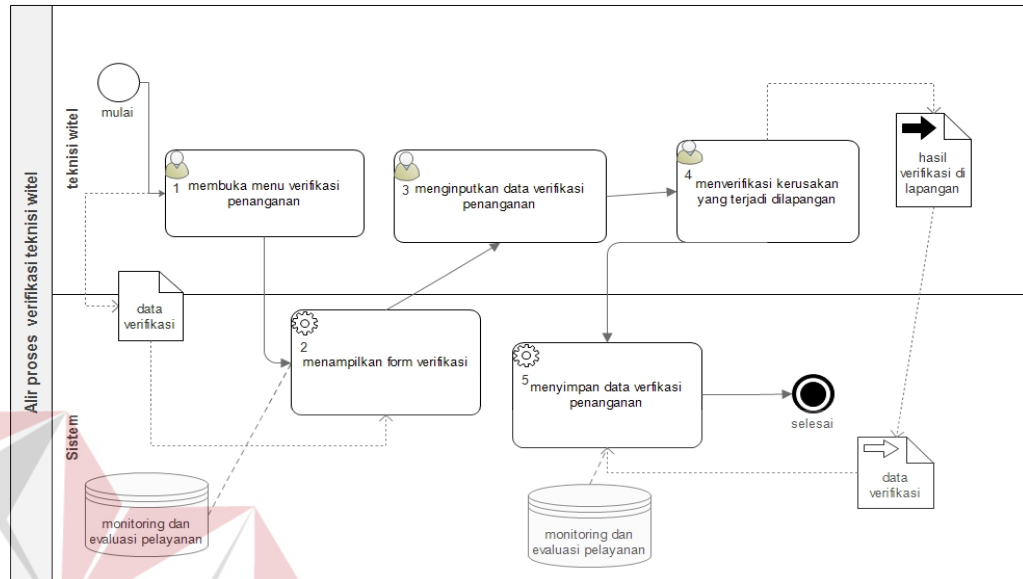 Alir proses verifikasi teknisi witel
teknisi witel
mulai
1 membuka menu verifikasi
penanganan
3 menginputkan data verifikasi
penanganan
4 menverifikasi kerusakan
yang terjadi dilapangan
hasil
verifikasi di
lapangan
data
verifikasi
Sistem
2
menampilkan form verifikasi
5 menyimpan data verfikasi
penanganan
selesai
data
verifikasi
monitoring dan
evaluasi pelayanan
monitoring dan
evaluasi pelayanan